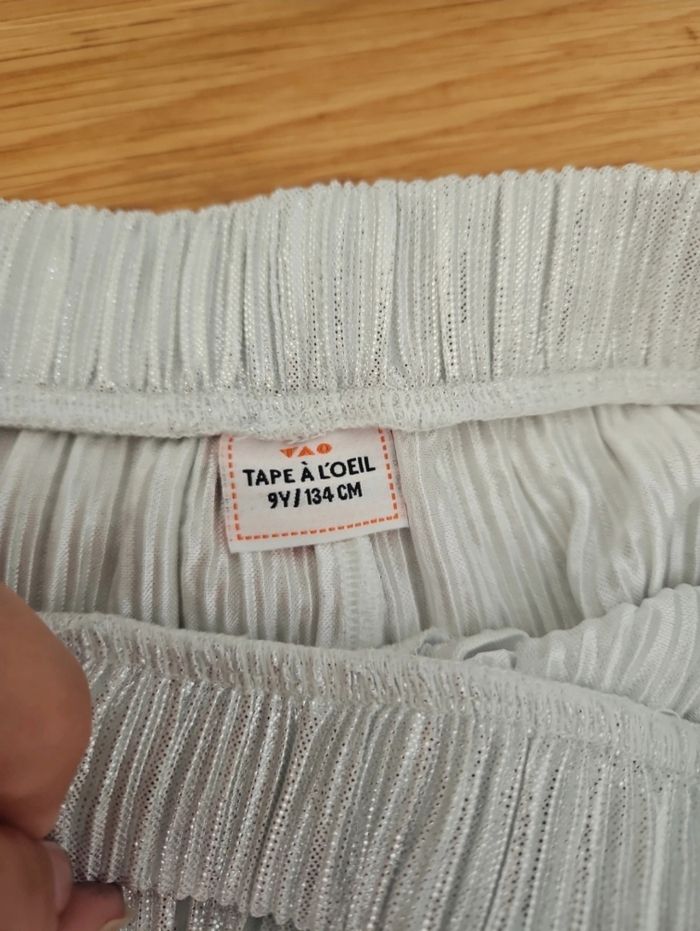 TAO
TAPE À L'OEIL
9Y/134 CM